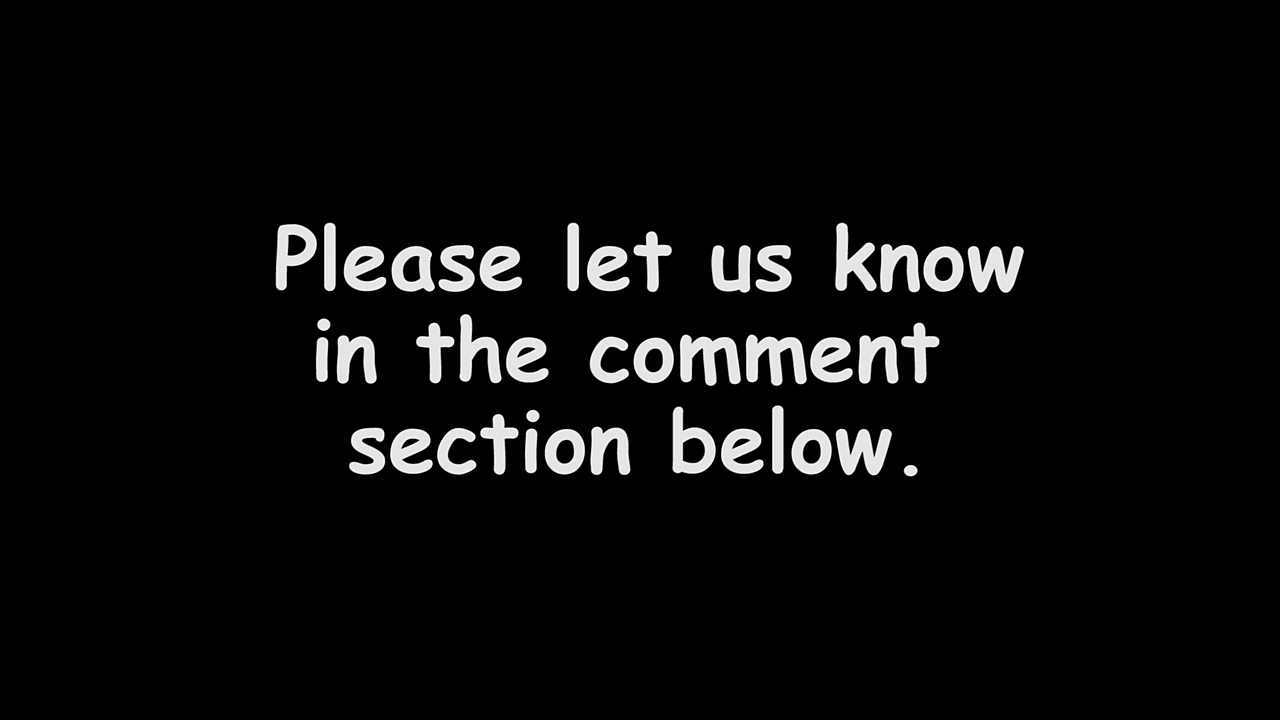 Please let us know
in the comment
section below.